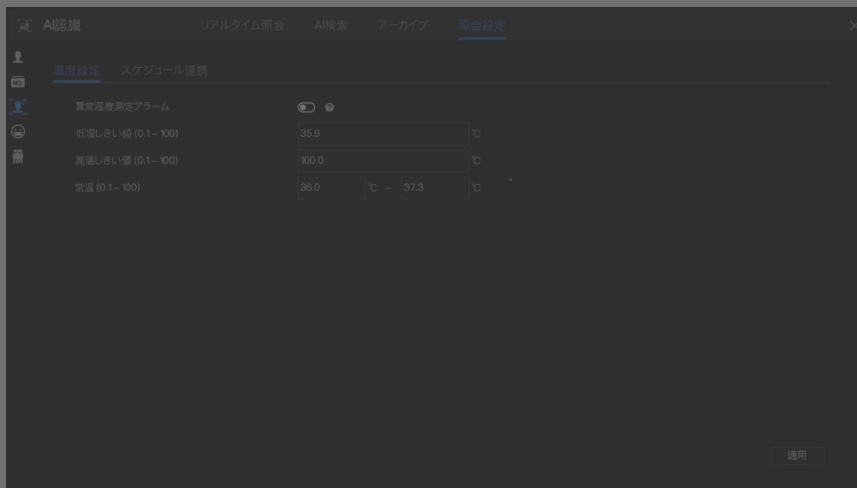 AI認識 リアルタイム照会 AI検索 アーカイブ 照会設定
NO
温度設定 スケジュール連携
異常温度測定アラーム
低温しきい値 (0.1~100) 35.9 ℃
高温しきい値 (0.1~100) 100.0 ℃
常温 (0.1~100) 36.0 ℃ ~ 37.3 ℃
適用